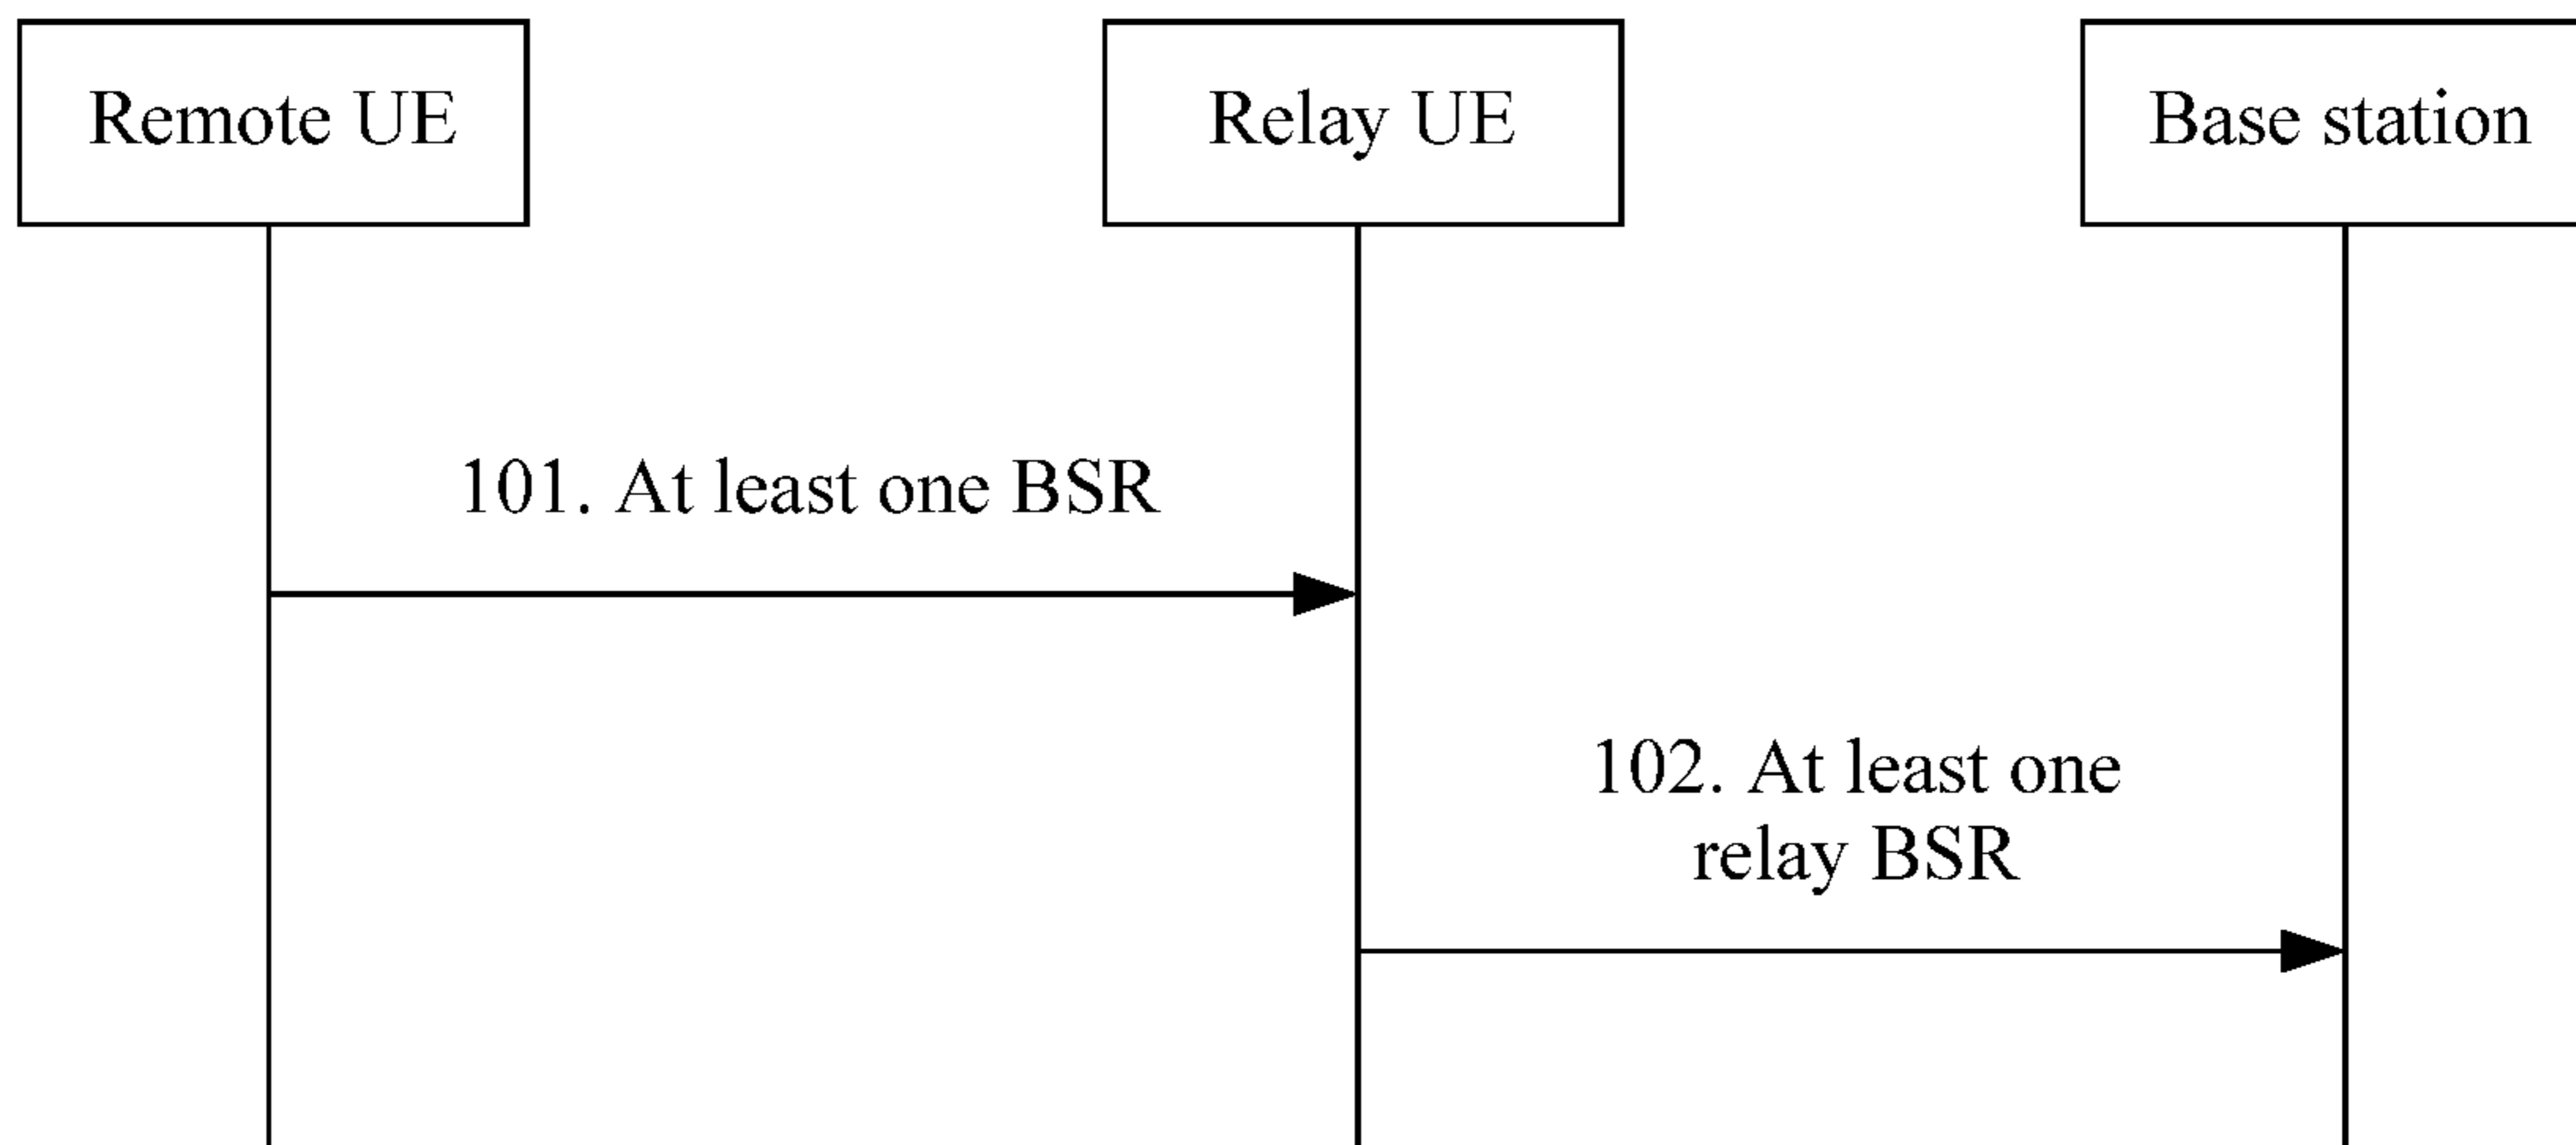 Remote UE
Relay UE
Base station
101. At least one BSR
102. At least one
relay BSR